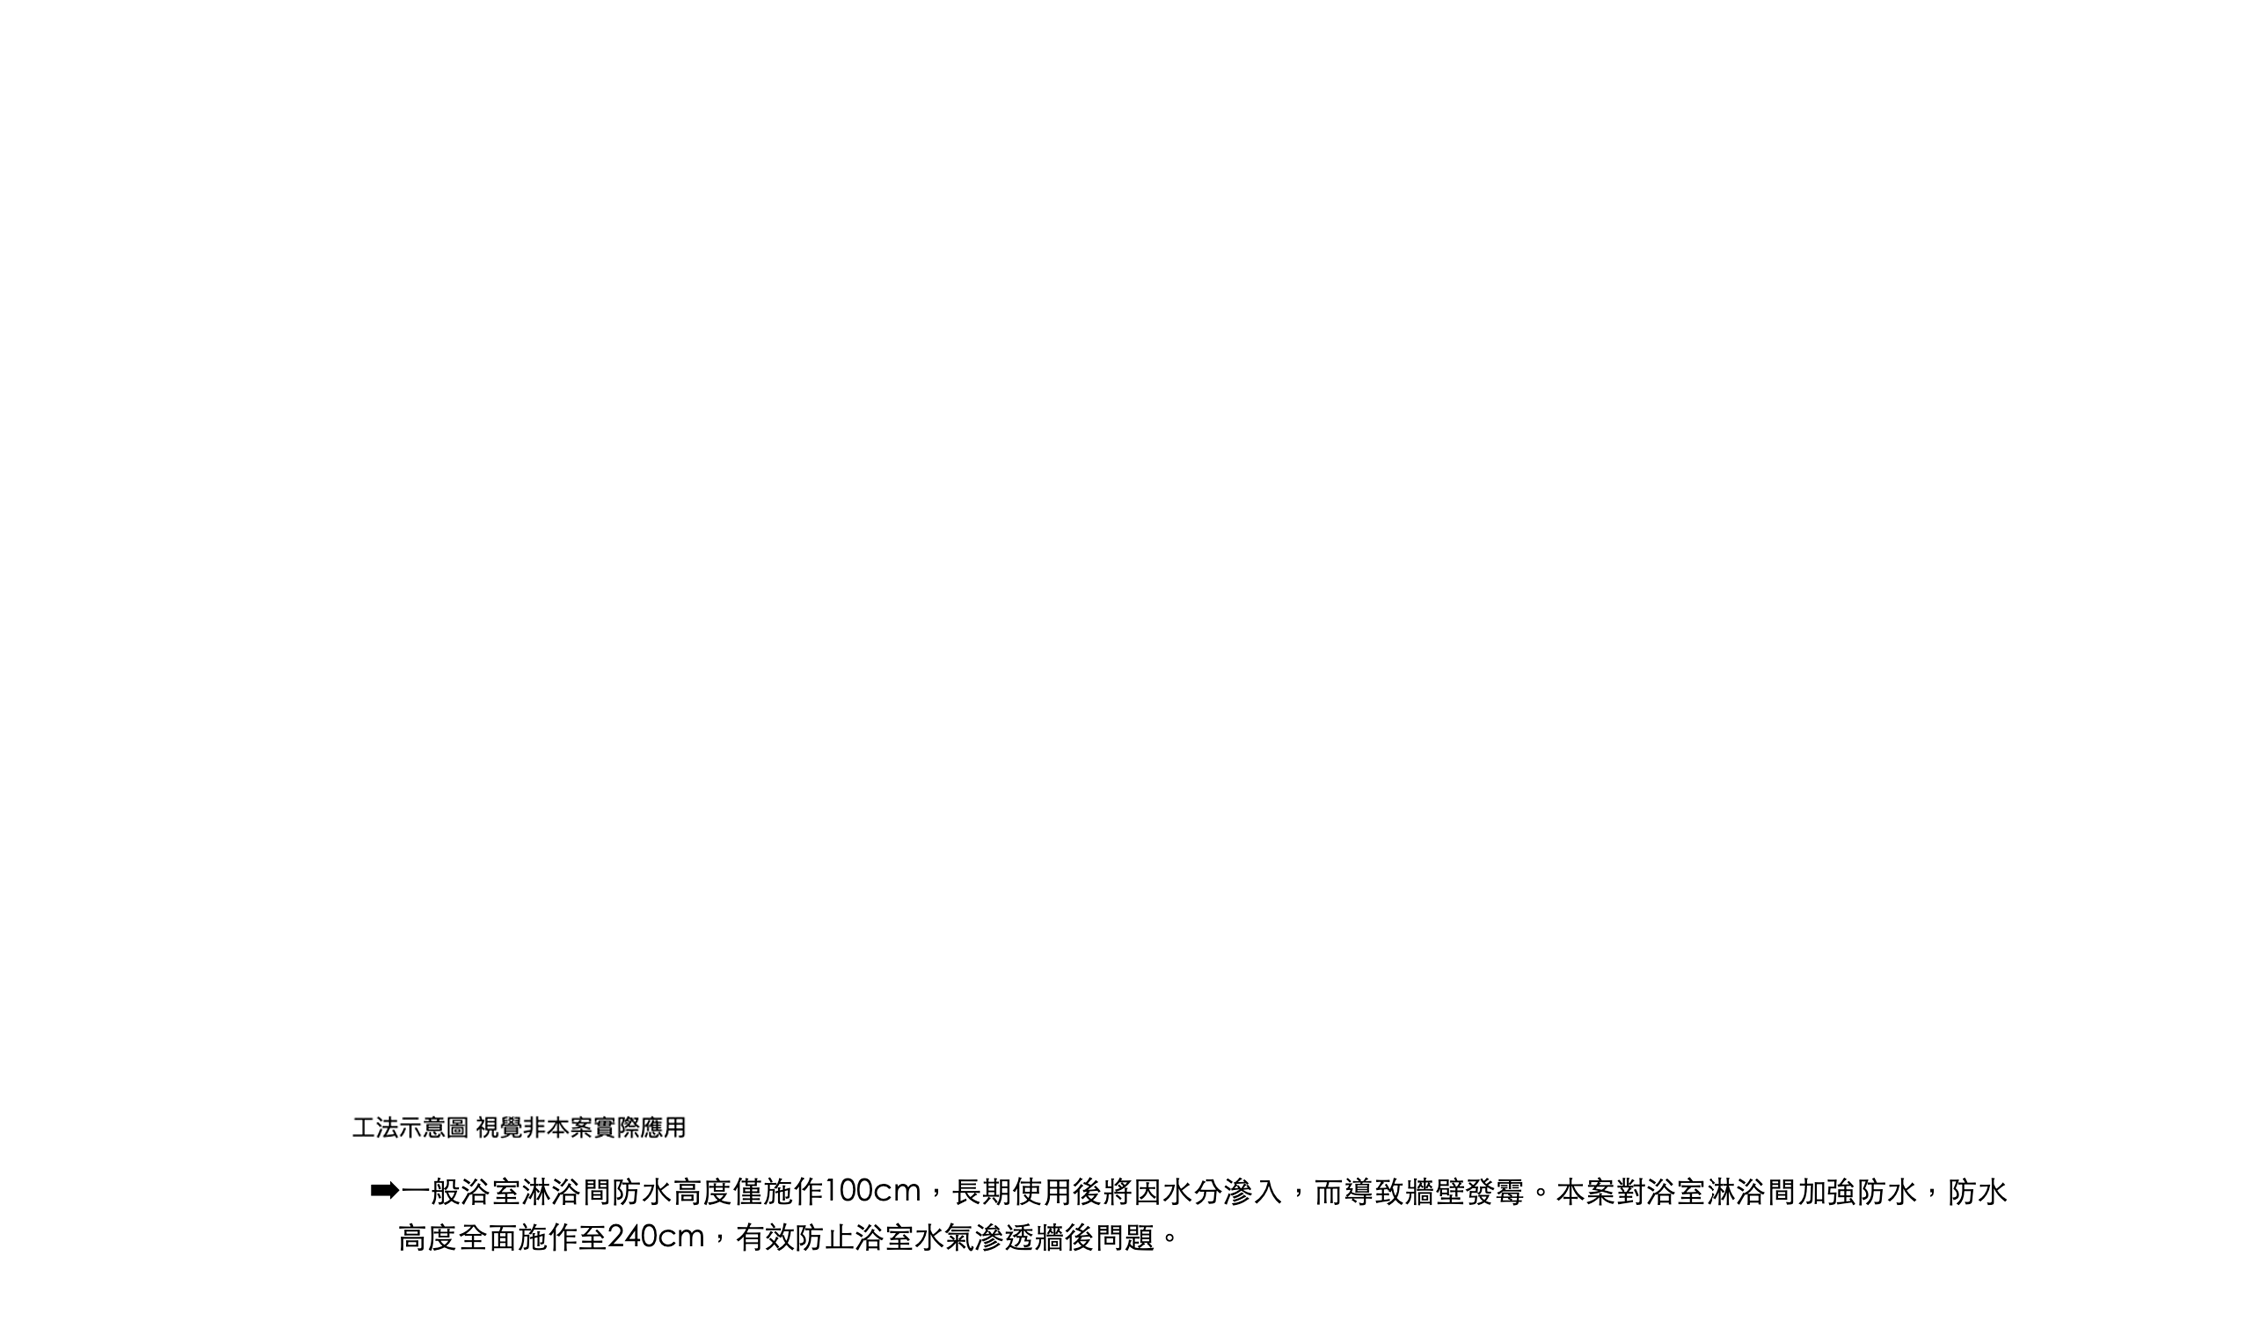 工法示意圖 視覺非本案實際應用
➡一般浴室淋浴間防水高度僅施作100cm，長期使用後將因水分滲入，而導致牆壁發霉。本案對浴室淋浴間加強防水，防水
高度全面施作至240cm，有效防止浴室水氣滲透牆後問題。